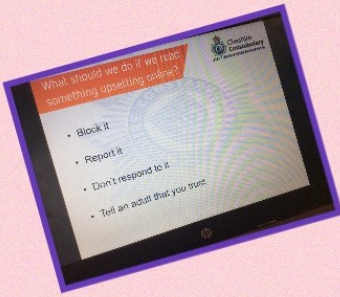 What should we do if we read
something upsetting online?
Cheshire
Constabulary
• Block it
• Report it
• Don't respond to it
• Tell an adult that you trust
hp